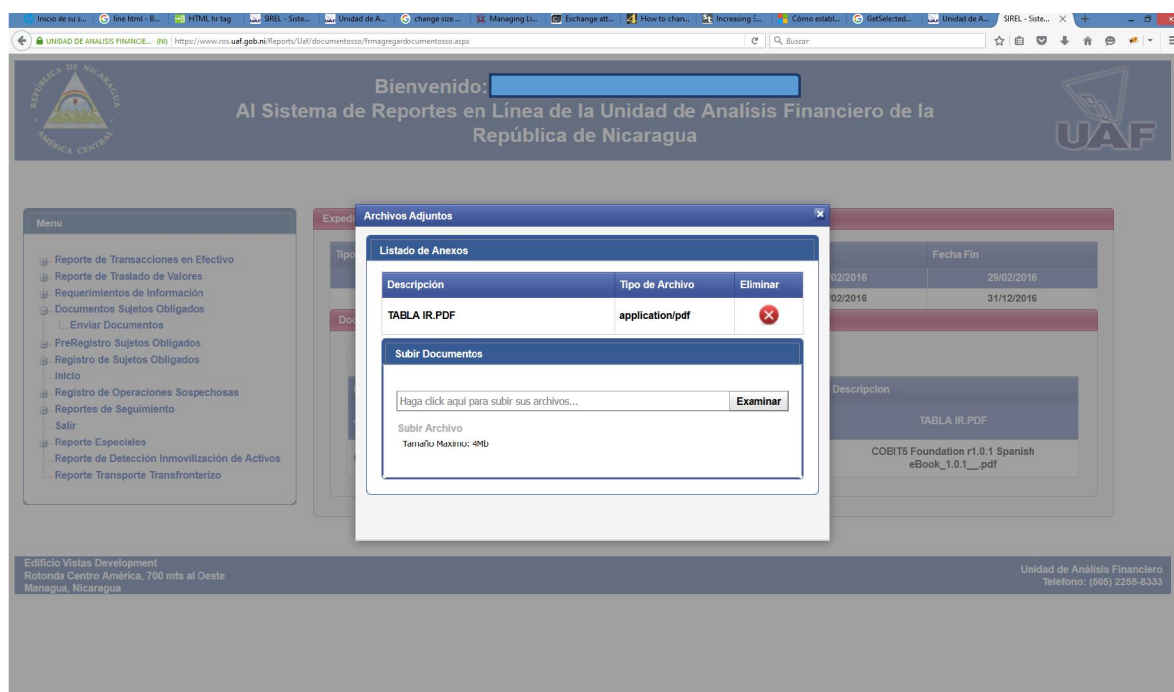 Inicio de su s...
line html - B...
HTML hr tag
SIREL - Siste...
Unidad de A...
change size ...
Managing Li...
Exchange att...
How to chan...
Increasing E...
Cómo establ...
GetSelected...
Unidad de A...
SIREL - Siste...
UNIDAD DE ANALISIS FINANCIE... (NI)
https://www.ros.uaf.gob.ni/Reports/Uaf/documentosso/frmagregardocumentosso.aspx
Buscar
REPÚBLICA DE NICARAGUA
AMERICA CENTRAL
Bienvenido:
Al Sistema de Reportes en Línea de la Unidad de Analísis Financiero de la
República de Nicaragua
UAF
Menu
Reporte de Transacciones en Efectivo
Reporte de Traslado de Valores
Requerimientos de Información
Documentos Sujetos Obligados
Enviar Documentos
PreRegistro Sujetos Obligados
Registro de Sujetos Obligados
Inicio
Registro de Operaciones Sospechosas
Reportes de Seguimiento
Salir
Reporte Especiales
Reporte de Detección Inmovilización de Activos
Reporte Transporte Transfronterizo
Expedi
Tipo
Fecha Fin
02/2016 29/02/2016
02/2016 31/12/2016
Doc
Descripcion
TABLA IR.PDF
COBIT5 Foundation r1.0.1 Spanish
eBook_1.0.1__.pdf
Archivos Adjuntos
Listado de Anexos
Descripción Tipo de Archivo Eliminar
TABLA IR.PDF application/pdf
Subir Documentos
Haga click aqui para subir sus archivos... Examinar
Subir Archivo
Tamaño Maximo: 4Mb
Edificio Vistas Development
Rotonda Centro América, 700 mts al Oeste
Managua, Nicaragua
Unidad de Análisis Financiero
Telefono: (505) 2255-8333